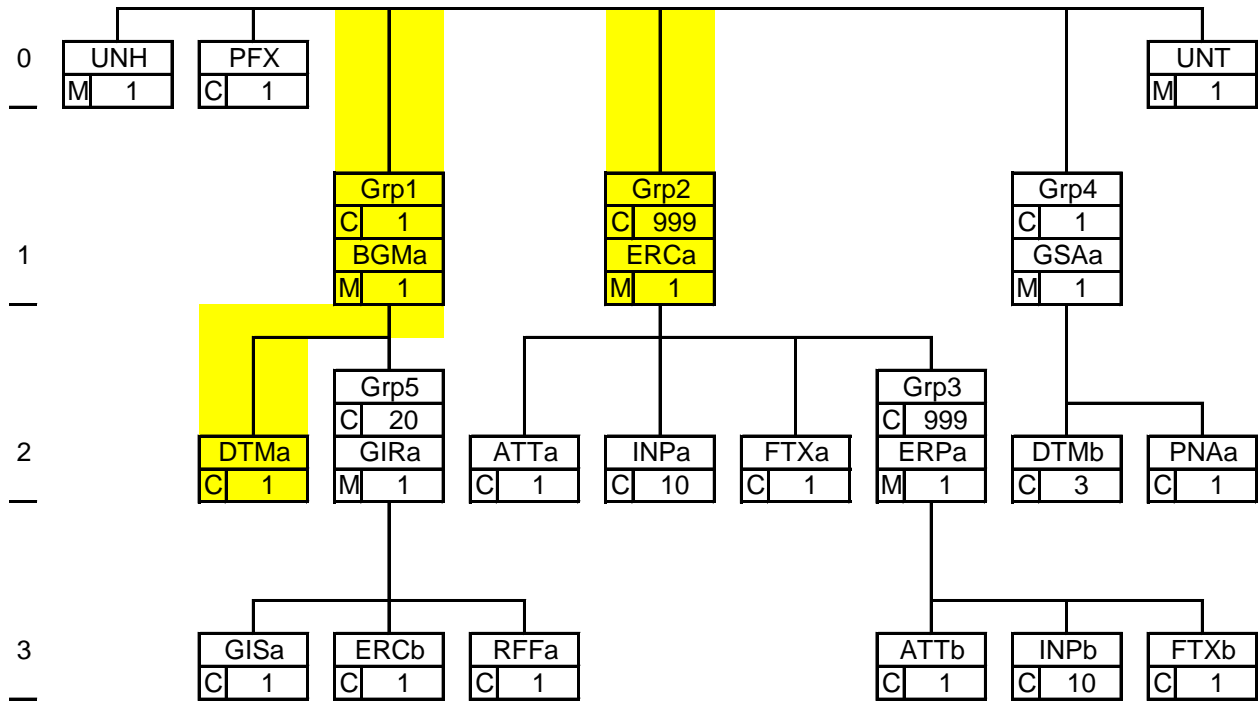 0
UNH
M 1
PFX
C 1
UNT
M 1
1
Grp1
C 1
BGMa
M 1
Grp2
C 999
ERCa
M 1
Grp4
C 1
GSAa
M 1
2
DTMa
C 1
Grp5
C 20
GIRa
M 1
ATTa
C 1
INPa
C 10
FTXa
C 1
Grp3
C 999
ERPa
M 1
DTMb
C 3
PNAa
C 1
3
GISa
C 1
ERCb
C 1
RFFa
C 1
ATTb
C 1
INPb
C 10
FTXb
C 1